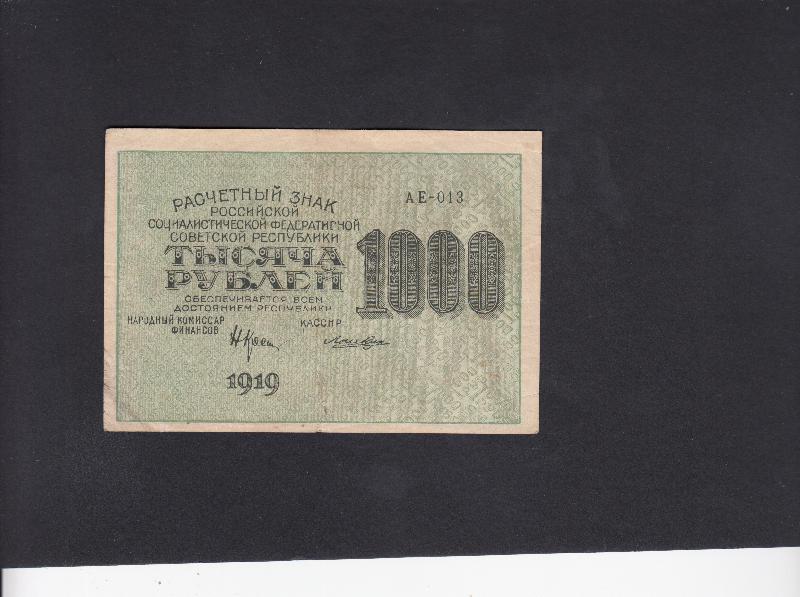 РАСЧЕТНЫЙ ЗНАК
РОССИЙСКОЙ
СОЦИАЛИСТИЧЕСКОЙ ФЕДЕРАТИВНОЙ
СОВЕТСКОЙ РЕСПУБЛИКИ
ТЫСЯЧА
РУБЛЕЙ
ОБЕСПЕЧИВАЕТСЯ ВСЕМ
ДОСТОЯНИЕМ РЕСПУБЛИКИ
НАРОДНЫЙ КОМИССАР
ФИНАНСОВ
КАССИР
1919
АЕ-013
1000